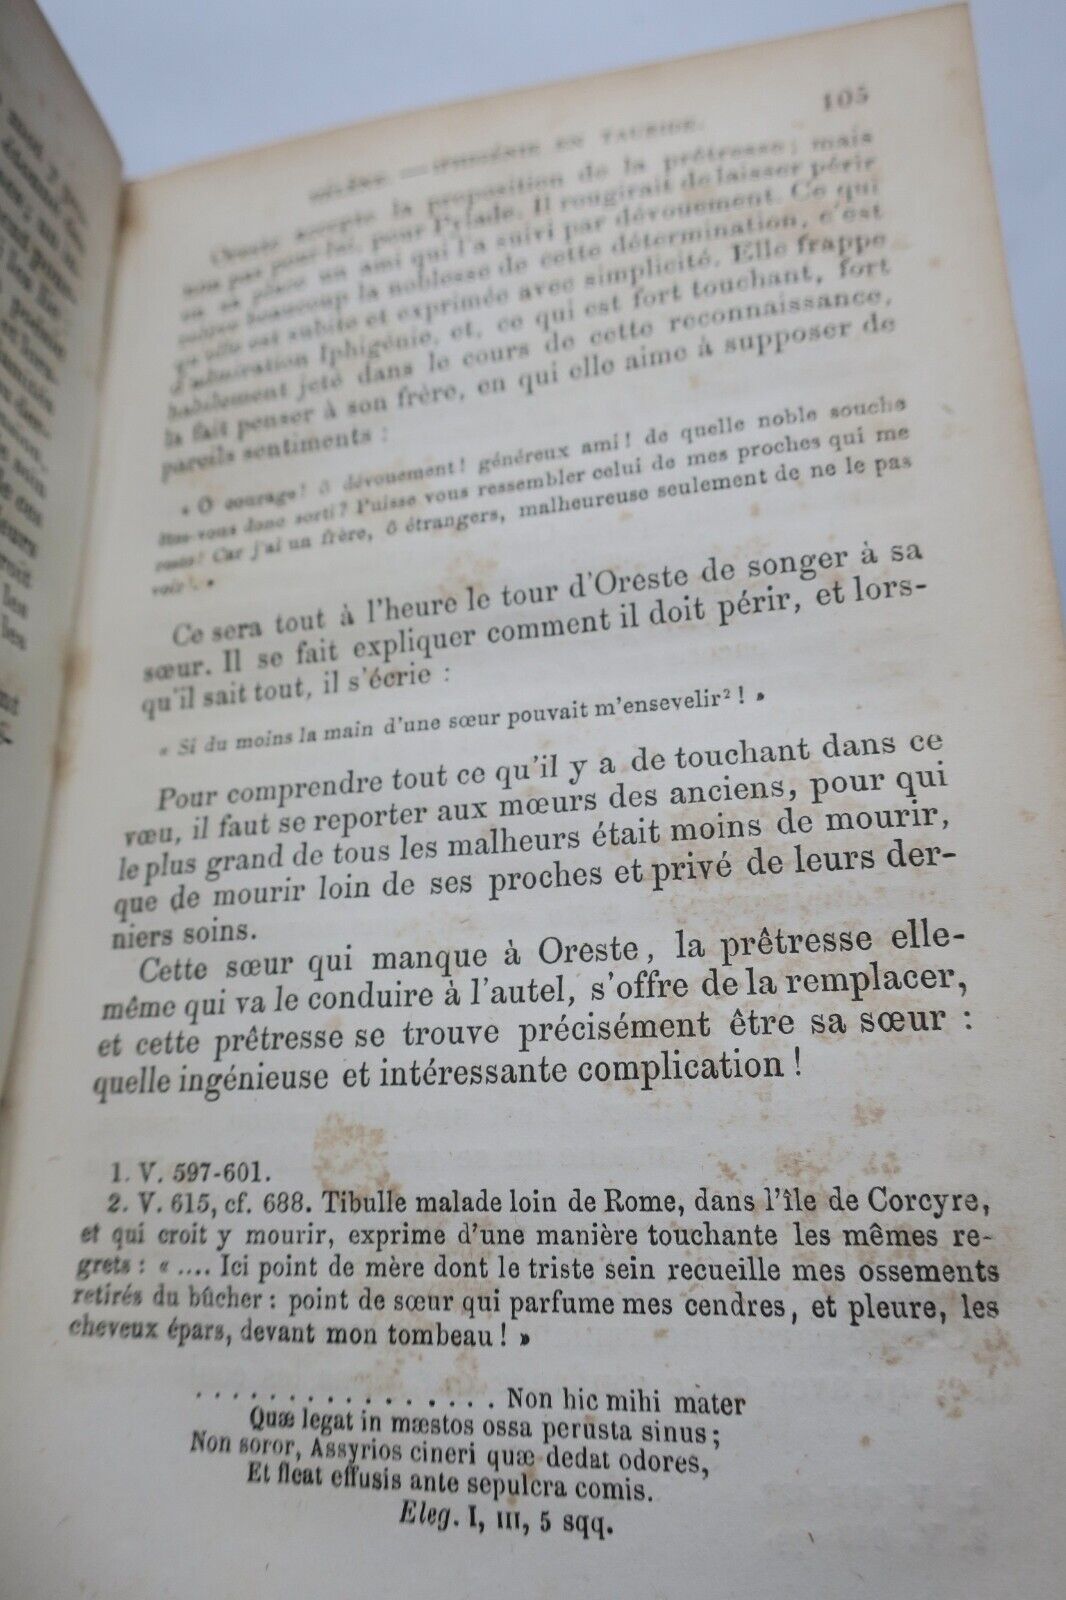 105
HÉLÈNE. — IPHIGÉNIE EN TAURIDE.
Oreste accepte la proposition de la prêtresse; mais
non pas pour lui, pour Pylade. Il rougirait de laisser périr
en sa place un ami qui l'a suivi par dévouement. Ce qui
relève beaucoup la noblesse de cette détermination, c'est
qu'elle est subite et exprimée avec simplicité. Elle frappe
d'admiration Iphigénie, et, ce qui est fort touchant, fort
habilement jeté dans le cours de cette reconnaissance,
la fait penser à son frère, en qui elle aime à supposer de
pareils sentiments :
« Ô courage! ô dévouement! généreux ami! de quelle noble souche
êtes-vous donc sorti? Puisse vous ressembler celui de mes proches qui me
reste! Car j'ai un frère, ô étrangers, malheureuse seulement de ne le pas
voir¹. »
Ce sera tout à l'heure le tour d'Oreste de songer à sa
sœur. Il se fait expliquer comment il doit périr, et lors-
qu'il sait tout, il s'écrie :
« Si du moins la main d'une sœur pouvait m'ensevelir²! »
Pour comprendre tout ce qu'il y a de touchant dans ce
vœu, il faut se reporter aux mœurs des anciens, pour qui
le plus grand de tous les malheurs était moins de mourir,
que de mourir loin de ses proches et privé de leurs der-
niers soins.
Cette sœur qui manque à Oreste, la prêtresse elle-
même qui va le conduire à l'autel, s'offre de la remplacer,
et cette prêtresse se trouve précisément être sa sœur :
quelle ingénieuse et intéressante complication!
1. V. 597-601.
2. V. 615, cf. 688. Tibulle malade loin de Rome, dans l'île de Corcyre,
et qui croit y mourir, exprime d'une manière touchante les mêmes re-
grets : « .... Ici point de mère dont le triste sein recueille mes ossements
retirés du bûcher : point de sœur qui parfume mes cendres, et pleure, les
cheveux épars, devant mon tombeau! »
. . . . . . . . . . . . . . . . Non hic mihi mater
Quæ legat in mæstos ossa perusta sinus;
Non soror, Assyrios cineri quæ dedat odores,
Et fleat effusis ante sepulcra comis.
Eleg. I, III, 5 sqq.